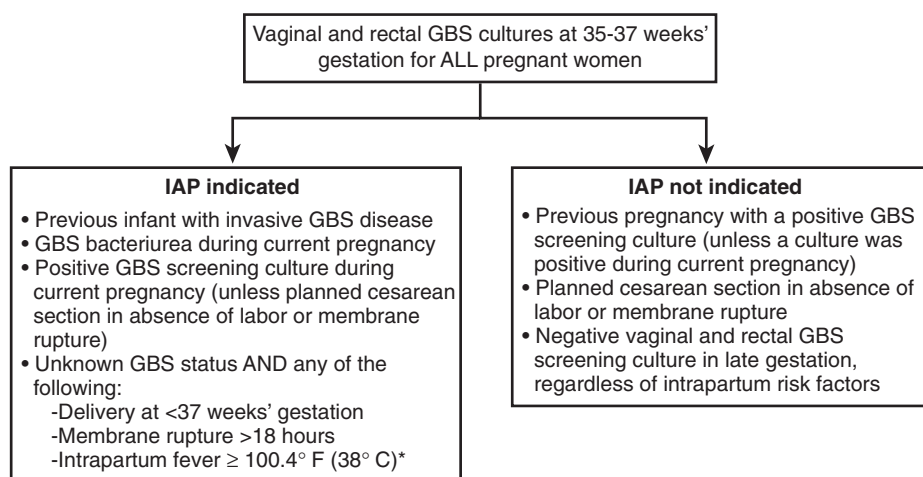 Vaginal and rectal GBS cultures at 35-37 weeks'
gestation for ALL pregnant women
IAP indicated
• Previous infant with invasive GBS disease
• GBS bacteriurea during current pregnancy
• Positive GBS screening culture during
current pregnancy (unless planned cesarean
section in absence of labor or membrane
rupture)
• Unknown GBS status AND any of the
following:
-Delivery at <37 weeks' gestation
-Membrane rupture >18 hours
-Intrapartum fever ≥ 100.4° F (38° C)*
IAP not indicated
• Previous pregnancy with a positive GBS
screening culture (unless a culture was
positive during current pregnancy)
• Planned cesarean section in absence of
labor or membrane rupture
• Negative vaginal and rectal GBS
screening culture in late gestation,
regardless of intrapartum risk factors